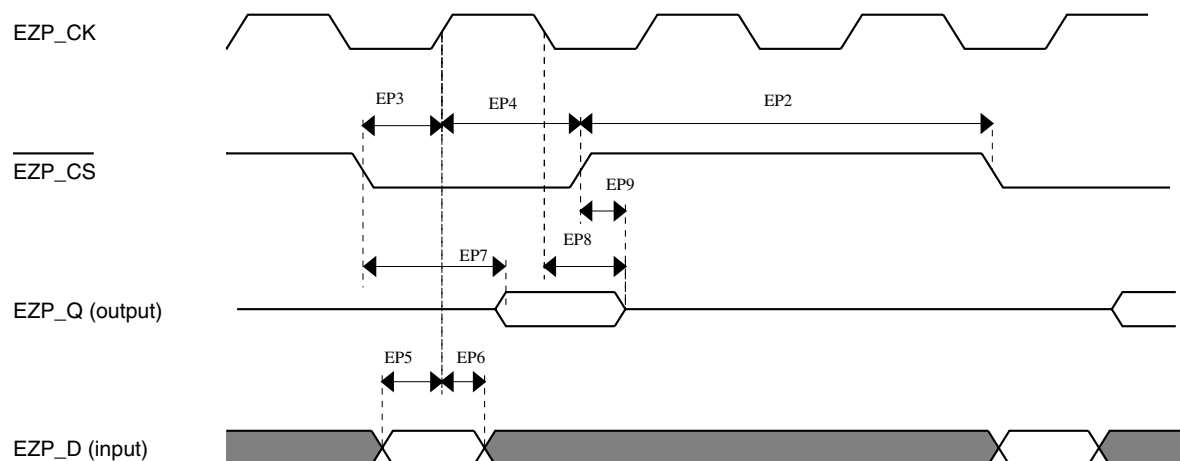 EZP_CK
EP3
EP4
EP2
EZP_CS
EP9
EP8
EP7
EZP_Q (output)
EP5
EP6
EZP_D (input)